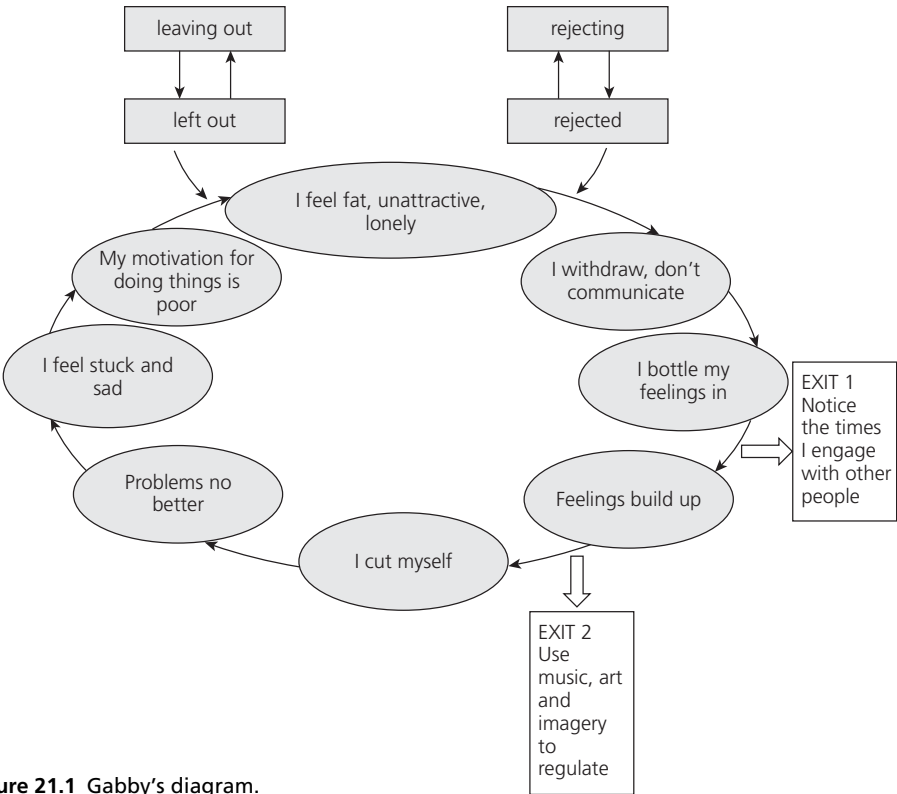 leaving out
rejecting
left out
rejected
I feel fat, unattractive,
lonely
My motivation for
doing things is
poor
I withdraw, don't
communicate
I feel stuck and
sad
I bottle my
feelings in
EXIT 1
Notice
the times
I engage
with other
people
Problems no
better
Feelings build up
I cut myself
EXIT 2
Use
music, art
and
imagery
to
regulate
21.1 Gabby's diagram.